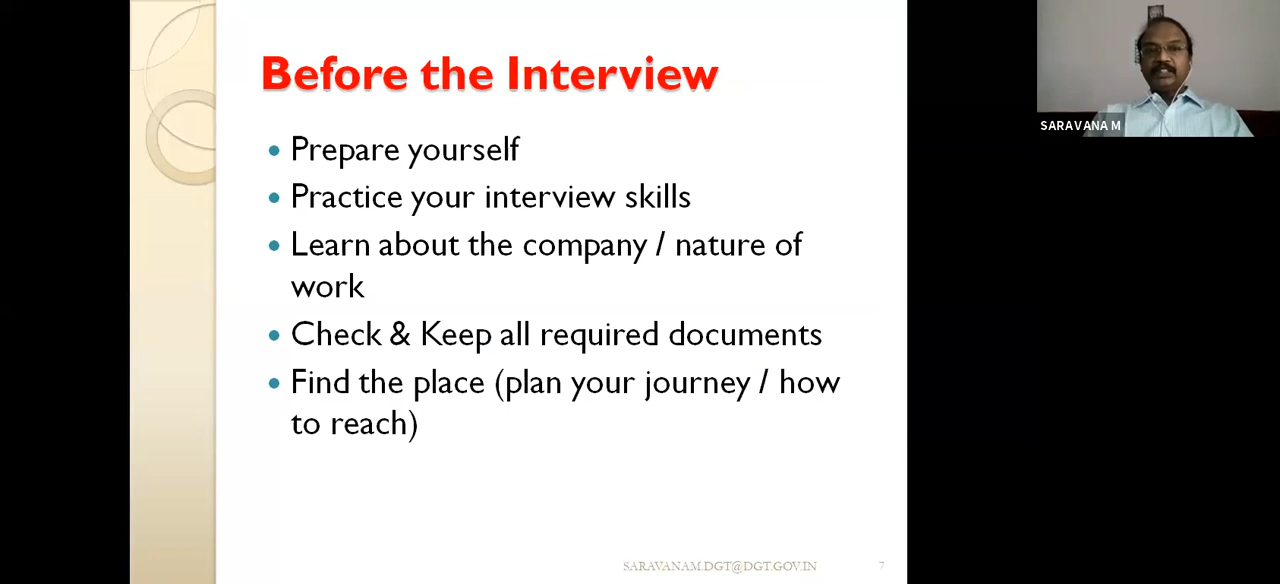 Before the Interview
Prepare yourself
Practice your interview skills
Learn about the company / nature of
work
Check & Keep all required documents
Find the place (plan your journey / how
to reach)
SARAVANAM.DGT@DGT.GOV.IN 7
SARAVANA M